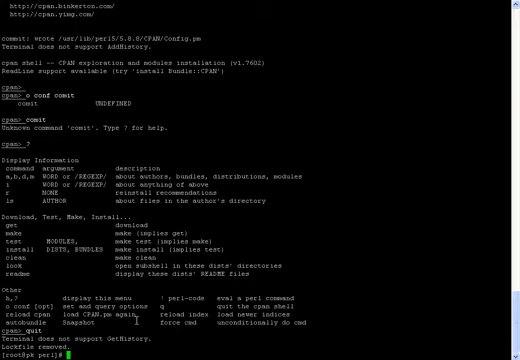 http://cpan.binkerton.com/
http://cpan.yimg.com/
commit: wrote /usr/lib/perl5/5.8.8/CPAN/Config.pm
Terminal does not support AddHistory.
cpan shell -- CPAN exploration and modules installation (v1.7602)
ReadLine support available (try 'install Bundle::CPAN')
cpan>
cpan> o conf comit
comit UNDEFINED
cpan> comit
Unknown command 'comit'. Type ? for help.
cpan> ?
Display Information
command argument description
a,b,d,m WORD or /REGEXP/ about authors, bundles, distributions, modules
i WORD or /REGEXP/ about anything of above
r NONE reinstall recommendations
ls AUTHOR about files in the author's directory
Download, Test, Make, Install...
get download
make make (implies get)
test MODULES, make test (implies make)
install DISTS, BUNDLES make install (implies test)
clean make clean
look open subshell in these dists' directories
readme display these dists' README files
Other
h,? display this menu ! perl-code eval a perl command
o conf [opt] set and query options q quit the cpan shell
reload cpan load CPAN.pm again reload index load newer indices
autobundle Snapshot force cmd unconditionally do cmd
cpan> quit
Terminal does not support GetHistory.
Lockfile removed.
[root@pk perl]#